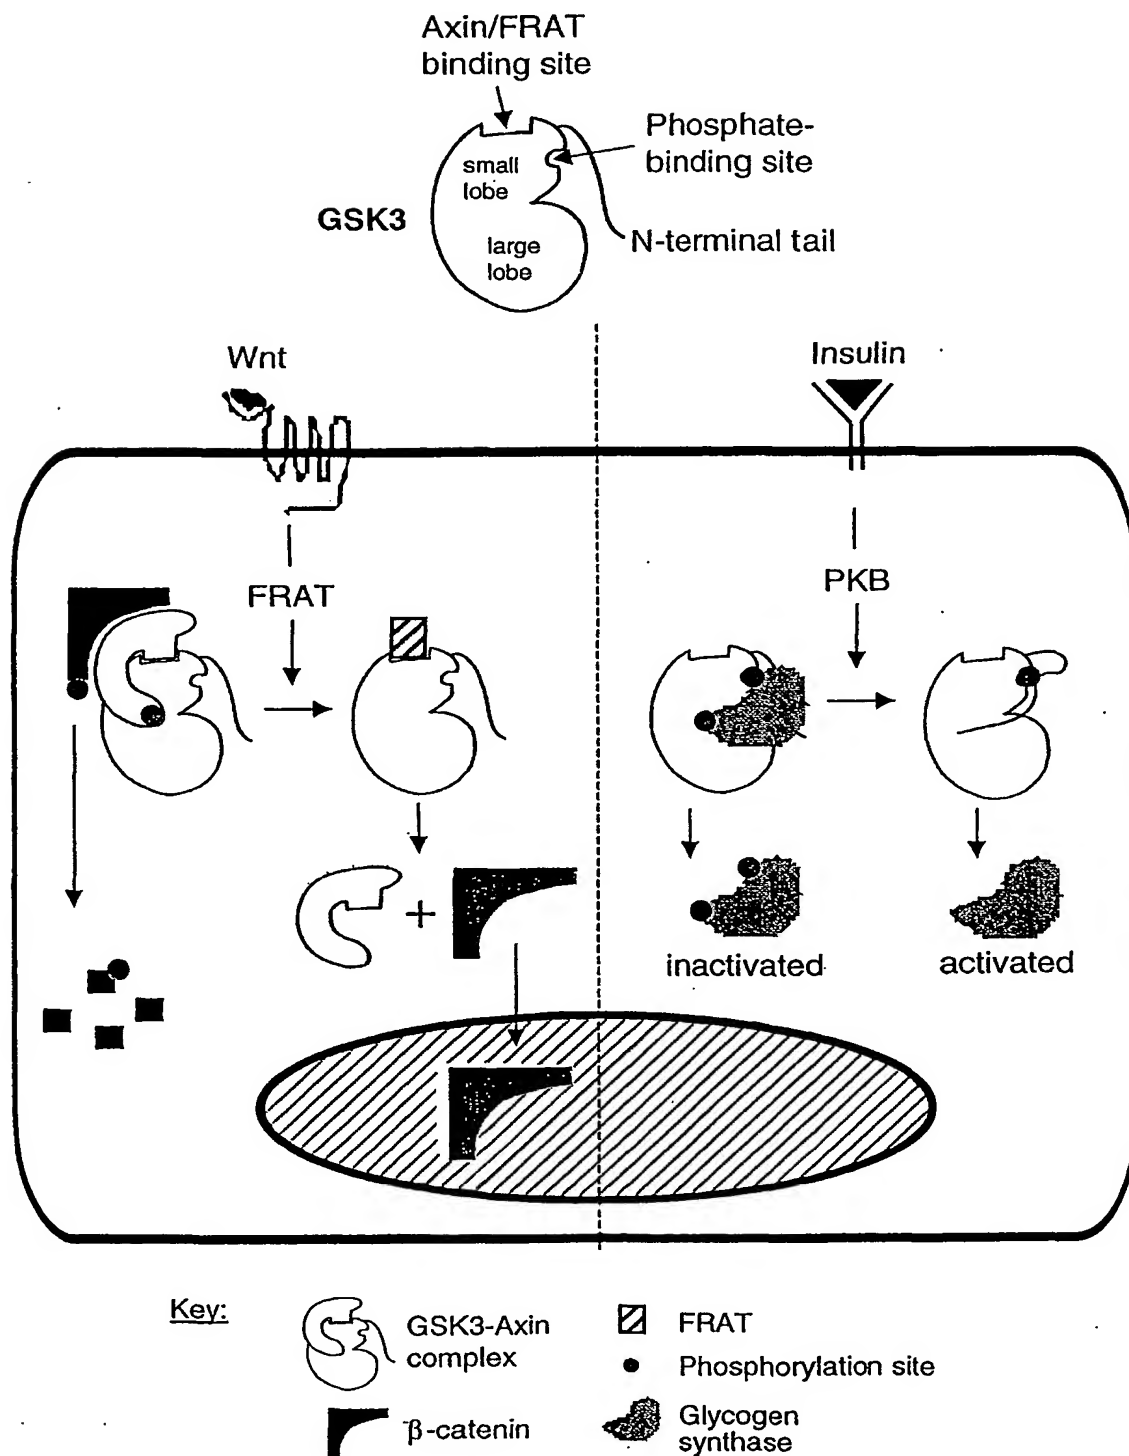 Axin/FRAT
binding site
Phosphate-
binding site
small
lobe
GSK3
N-terminal tail
large
lobe
Wnt
Insulin
FRAT
PKB
+
inactivated
activated
Key:
GSK3-Axin
complex
FRAT
Phosphorylation site
β-catenin
Glycogen
synthase